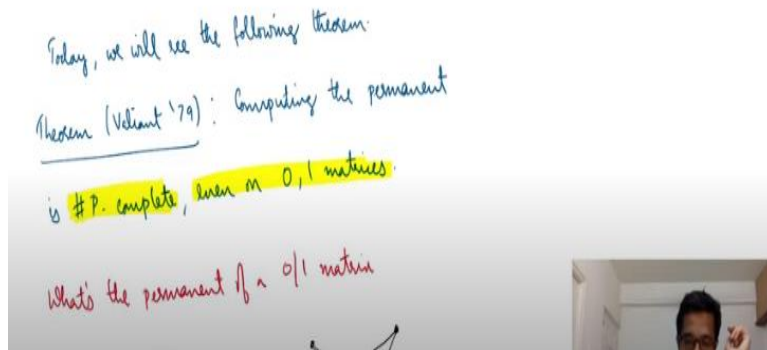 Today, we will see the following theorem.
Theorem (Valiant '79): Computing the permanent
is #P-complete, even on 0,1 matrices.
What's the permanent of a 0/1 matrix